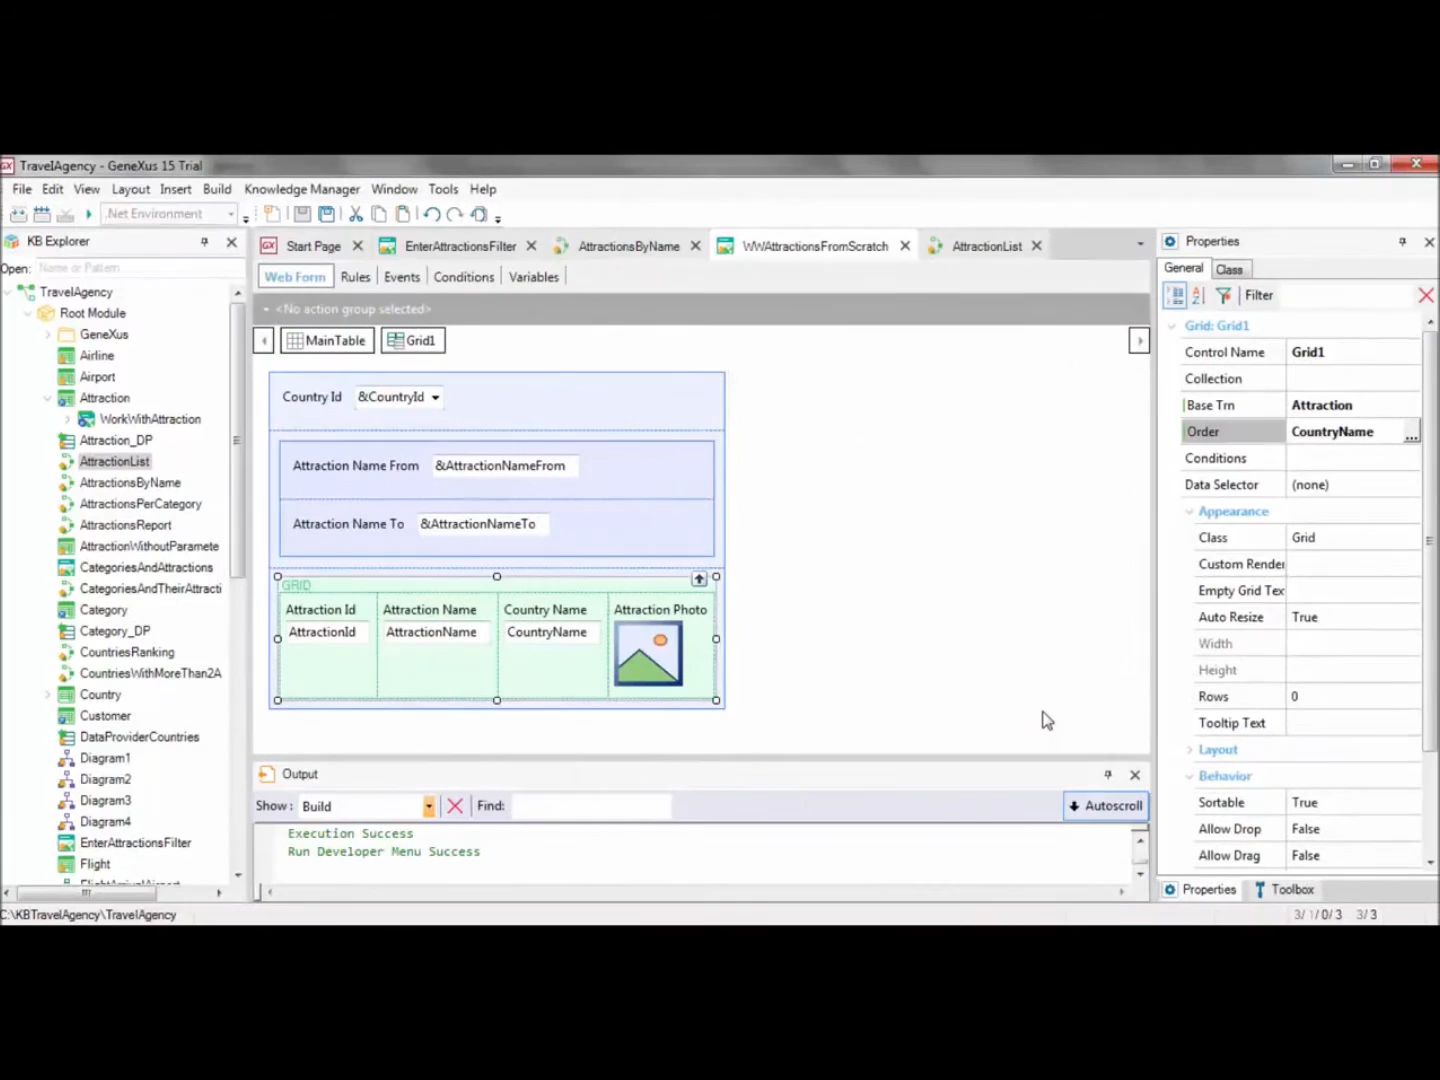 TravelAgency - GeneXus 15 Trial
File Edit View Layout Insert Build Knowledge Manager Window Tools Help
.Net Environment
KB Explorer
Open: Name or Pattern
TravelAgency
Root Module
GeneXus
Airline
Airport
Attraction
WorkWithAttraction
Attraction_DP
AttractionList
AttractionsByName
AttractionsPerCategory
AttractionsReport
AttractionWithoutParamete
CategoriesAndAttractions
CategoriesAndTheirAttracti
Category
Category_DP
CountriesRanking
CountriesWithMoreThan2A
Country
Customer
DataProviderCountries
Diagram1
Diagram2
Diagram3
Diagram4
EnterAttractionsFilter
Flight
C:\KBTravelAgency\TravelAgency
Start Page EnterAttractionsFilter AttractionsByName WWAttractionsFromScratch AttractionList
Web Form Rules Events Conditions Variables
<No action group selected>
MainTable Grid1
Country Id &CountryId
Attraction Name From &AttractionNameFrom
Attraction Name To &AttractionNameTo
GRID
Attraction Id Attraction Name Country Name Attraction Photo
AttractionId AttractionName CountryName
Output
Show: Build Find: Autoscroll
Execution Success
Run Developer Menu Success
Properties
General Class
Filter
Grid: Grid1
Control Name Grid1
Collection
Base Trn Attraction
Order CountryName ...
Conditions
Data Selector (none)
Appearance
Class Grid
Custom Render
Empty Grid Tex
Auto Resize True
Width
Height
Rows 0
Tooltip Text
Layout
Behavior
Sortable True
Allow Drop False
Allow Drag False
Properties Toolbox
3/ 1/0/ 3 3/ 3